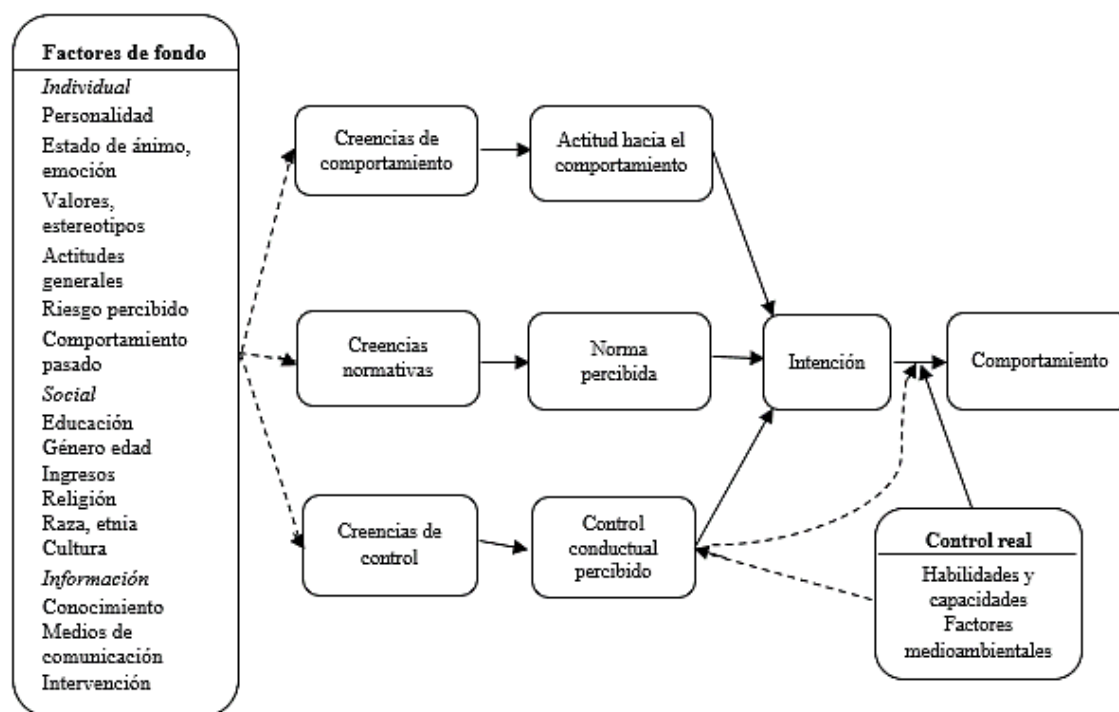 Factores de fondo
Individual
Personalidad
Estado de ánimo,
emoción
Valores,
estereotipos
Actitudes
generales
Riesgo percibido
Comportamiento
pasado
Social
Educación
Género edad
Ingresos
Religión
Raza, etnia
Cultura
Información
Conocimiento
Medios de
comunicación
Intervención
Creencias de
comportamiento
Actitud hacia el
comportamiento
Creencias
normativas
Norma
percibida
Intención
Comportamiento
Creencias de
control
Control
conductual
percibido
Control real
Habilidades y
capacidades
Factores
medioambientales